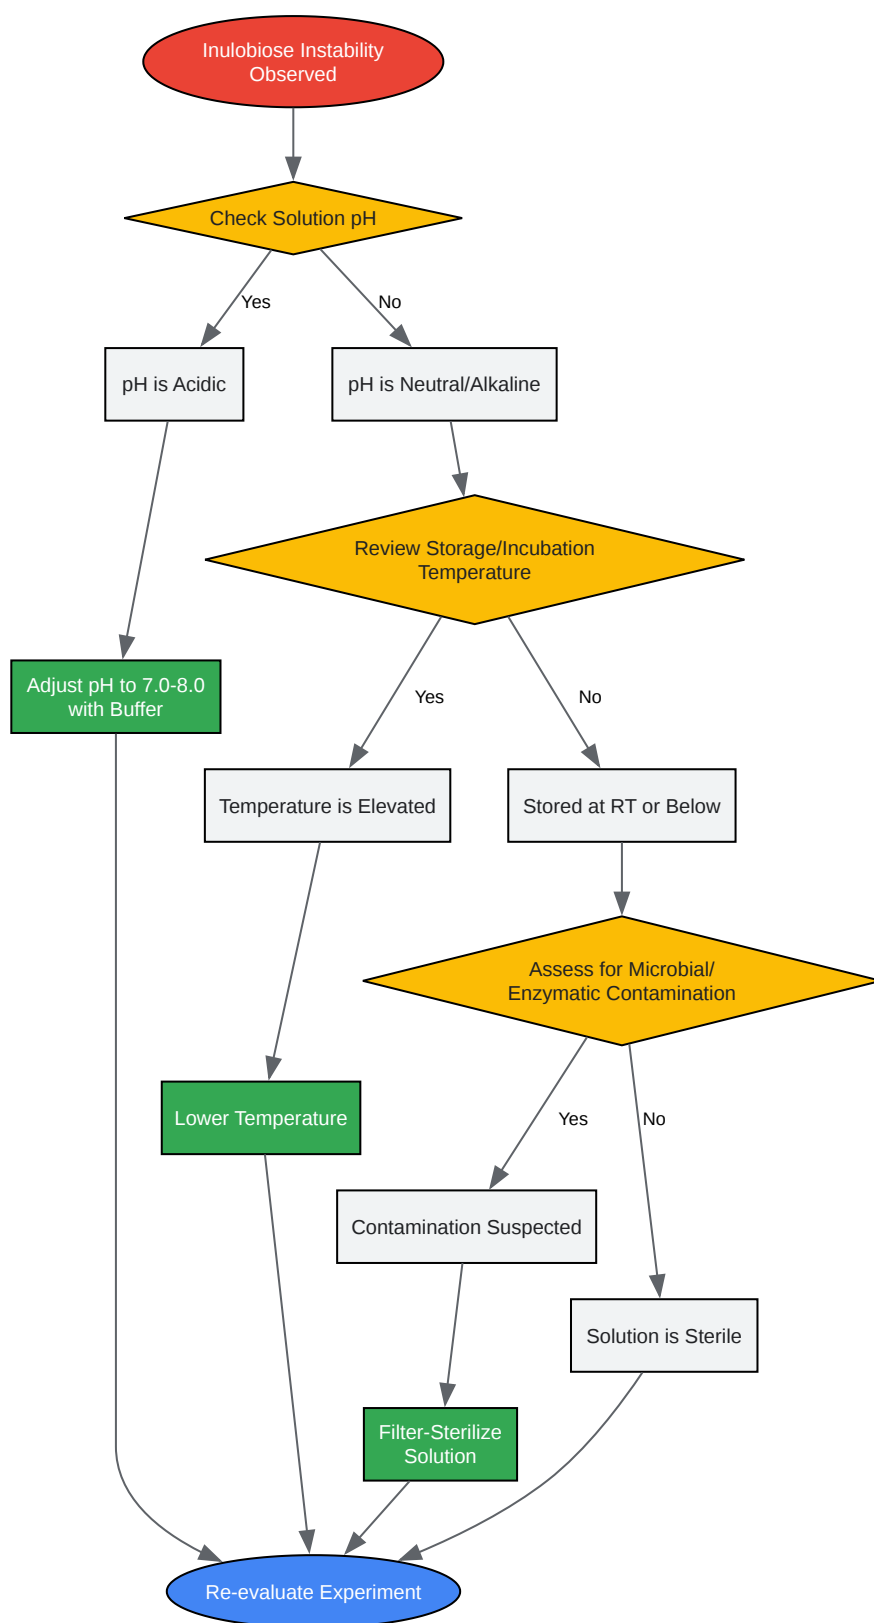 Inulobiose Instability
Observed
Check Solution pH
Yes
No
pH is Acidic
pH is Neutral/Alkaline
Review Storage/Incubation
Temperature
Adjust pH to 7.0-8.0
with Buffer
Yes
No
Temperature is Elevated
Stored at RT or Below
Assess for Microbial/
Enzymatic Contamination
Lower Temperature
Yes
No
Contamination Suspected
Solution is Sterile
Filter-Sterilize
Solution
Re-evaluate Experiment